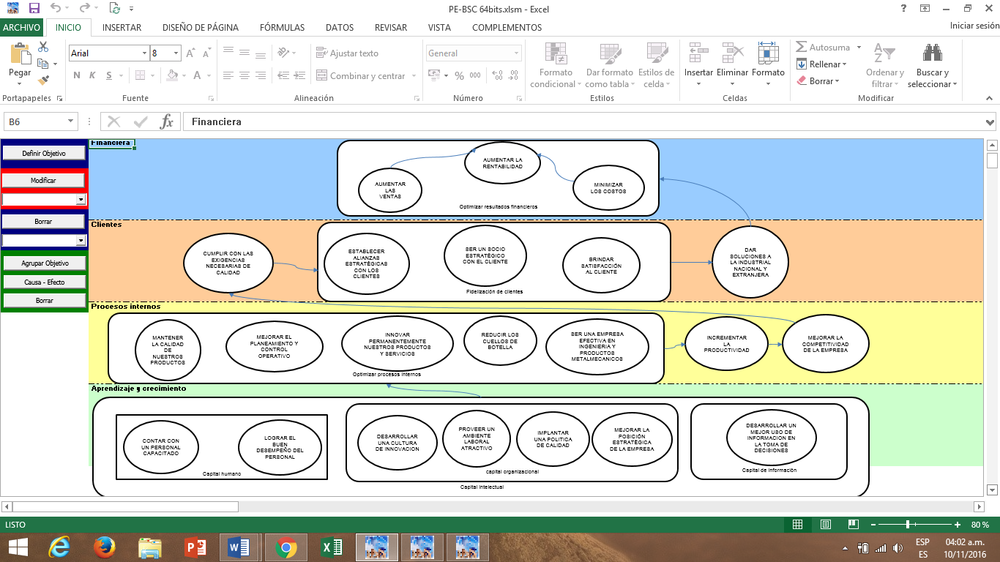 PE-BSC 64bits.xlsm - Excel
?
ARCHIVO INICIO INSERTAR DISEÑO DE PÁGINA FÓRMULAS DATOS REVISAR VISTA COMPLEMENTOS
Iniciar sesión
Pegar
Portapapeles
Arial 8
N K S
Fuente
Ajustar texto
Combinar y centrar
Alineación
General
% 000
Número
Formato condicional
Dar formato como tabla
Estilos de celda
Estilos
Insertar Eliminar Formato
Celdas
Autosuma
Rellenar
Borrar
Ordenar y filtrar
Buscar y seleccionar
Modificar
B6
fx
Financiera
Definir Objetivo
Modificar
Borrar
Agrupar Objetivo
Causa - Efecto
Borrar
Financiera
AUMENTAR
LAS
VENTAS
AUMENTAR LA
RENTABILIDAD
MINIMIZAR
LOS COSTOS
Optimizar resultados financieros
Clientes
CUMPLIR CON LAS
EXIGENCIAS
NECESARIAS DE
CALIDAD
ESTABLECER
ALIANZAS
ESTRATÉGICAS
CON LOS
CLIENTES
SER UN SOCIO
ESTRATÉGICO
CON EL CLIENTE
BRINDAR
SATISFACCIÓN
AL CLIENTE
Fidelización de clientes
DAR
SOLUCIONES A
LA INDUSTRIAL
NACIONAL Y
EXTRANJERA
Procesos internos
MANTENER
LA CALIDAD
DE
NUESTROS
PRODUCTOS
MEJORAR EL
PLANEAMIENTO Y
CONTROL
OPERATIVO
INNOVAR
PERMANENTEMENTE
NUESTROS PRODUCTOS
Y SERVICIOS
REDUCIR LOS
CUELLOS DE
BOTELLA
SER UNA EMPRESA
EFECTIVA EN
INGENIERIA Y
PRODUCTOS
METALMECANICOS
Optimizar procesos internos
INCREMENTAR
LA
PRODUCTIVIDAD
MEJORAR LA
COMPETITIVIDAD
DE LA EMPRESA
Aprendizaje y crecimiento
CONTAR CON
UN PERSONAL
CAPACITADO
LOGRAR EL
BUEN
DESEMPEÑO DEL
PERSONAL
Capital humano
DESARROLLAR
UNA CULTURA
DE INNOVACION
PROVEER UN
AMBIENTE
LABORAL
ATRACTIVO
IMPLANTAR
UNA POLITICA
DE CALIDAD
MEJORAR LA
POSICIÓN
ESTRATÉGICA
DE LA EMPRESA
capital organizacional
DESARROLLAR UN
MEJOR USO DE
INFORMACION EN
LA TOMA DE
DECISIONES
Capital de información
Capital intelectual
LISTO
80 %
ESP
ES
04:02 a.m.
10/11/2016